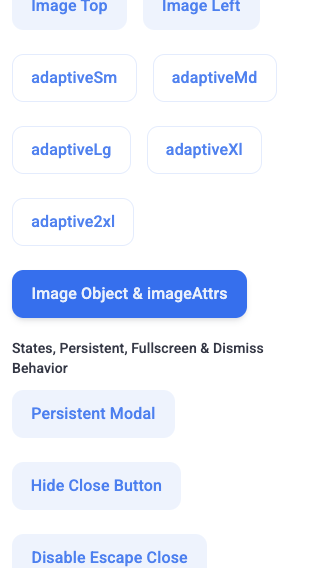 Image Top
Image Left
adaptiveSm
adaptiveMd
adaptiveLg
adaptiveXl
adaptive2xl
Image Object & imageAttrs
States, Persistent, Fullscreen & Dismiss
Behavior
Persistent Modal
Hide Close Button
Disable Escape Close